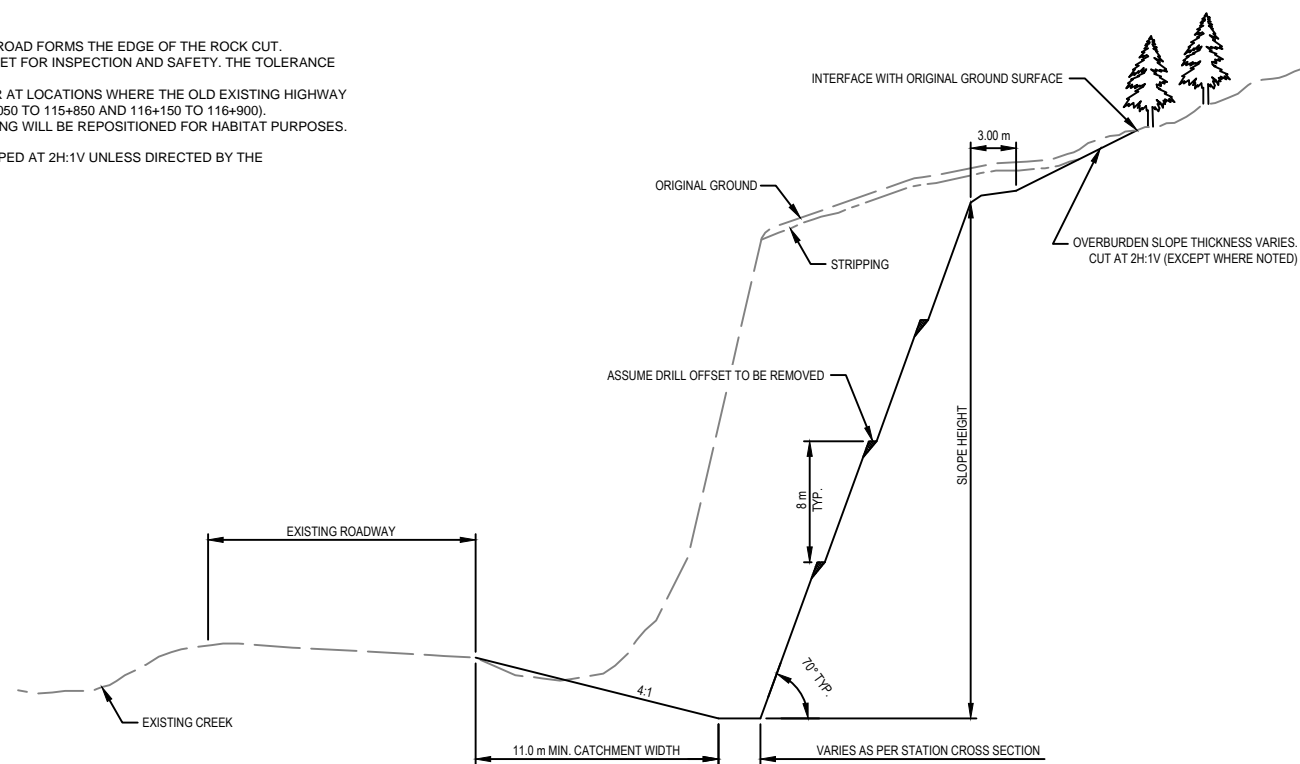 ROAD FORMS THE EDGE OF THE ROCK CUT.
ET FOR INSPECTION AND SAFETY. THE TOLERANCE
R AT LOCATIONS WHERE THE OLD EXISTING HIGHWAY
050 TO 115+850 AND 116+150 TO 116+900).
NG WILL BE REPOSITIONED FOR HABITAT PURPOSES.
PED AT 2H:1V UNLESS DIRECTED BY THE
INTERFACE WITH ORIGINAL GROUND SURFACE
3.00 m
ORIGINAL GROUND
STRIPPING
OVERBURDEN SLOPE THICKNESS VARIES.
CUT AT 2H:1V (EXCEPT WHERE NOTED)
ASSUME DRILL OFFSET TO BE REMOVED
SLOPE HEIGHT
8 m
TYP.
EXISTING ROADWAY
70° TYP.
4:1
EXISTING CREEK
11.0 m MIN. CATCHMENT WIDTH
VARIES AS PER STATION CROSS SECTION